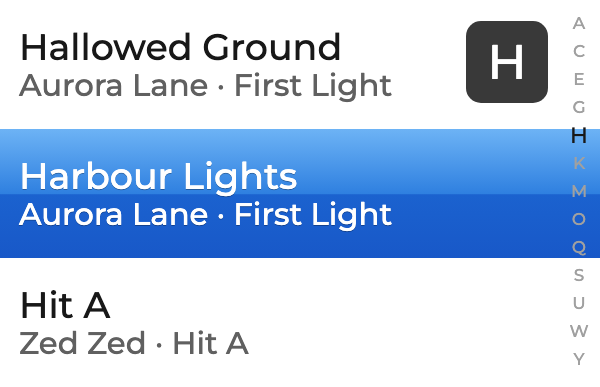 Hallowed Ground
Aurora Lane · First Light
H
Harbour Lights
Aurora Lane · First Light
Hit A
Zed Zed · Hit A
A
C
E
G
H
K
M
O
Q
S
U
W
Y